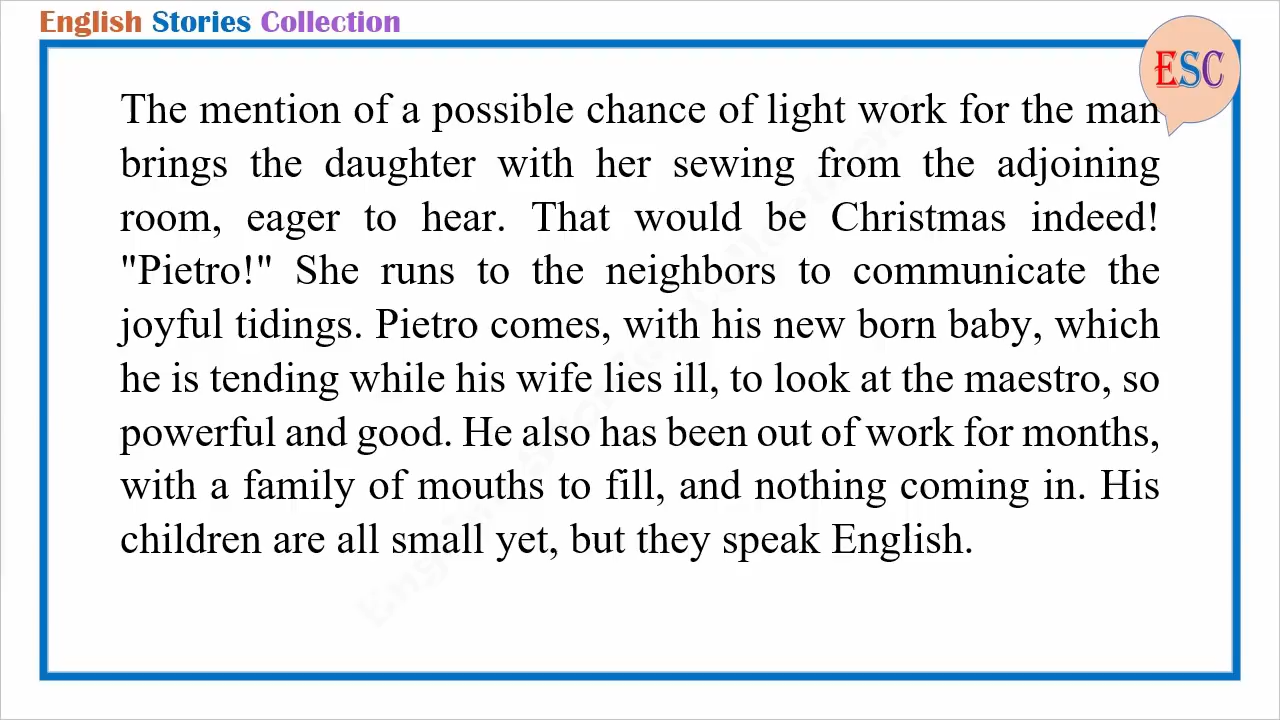 English Stories Collection
ESC
The mention of a possible chance of light work for the man
brings the daughter with her sewing from the adjoining
room, eager to hear. That would be Christmas indeed!
"Pietro!" She runs to the neighbors to communicate the
joyful tidings. Pietro comes, with his new born baby, which
he is tending while his wife lies ill, to look at the maestro, so
powerful and good. He also has been out of work for months,
with a family of mouths to fill, and nothing coming in. His
children are all small yet, but they speak English.